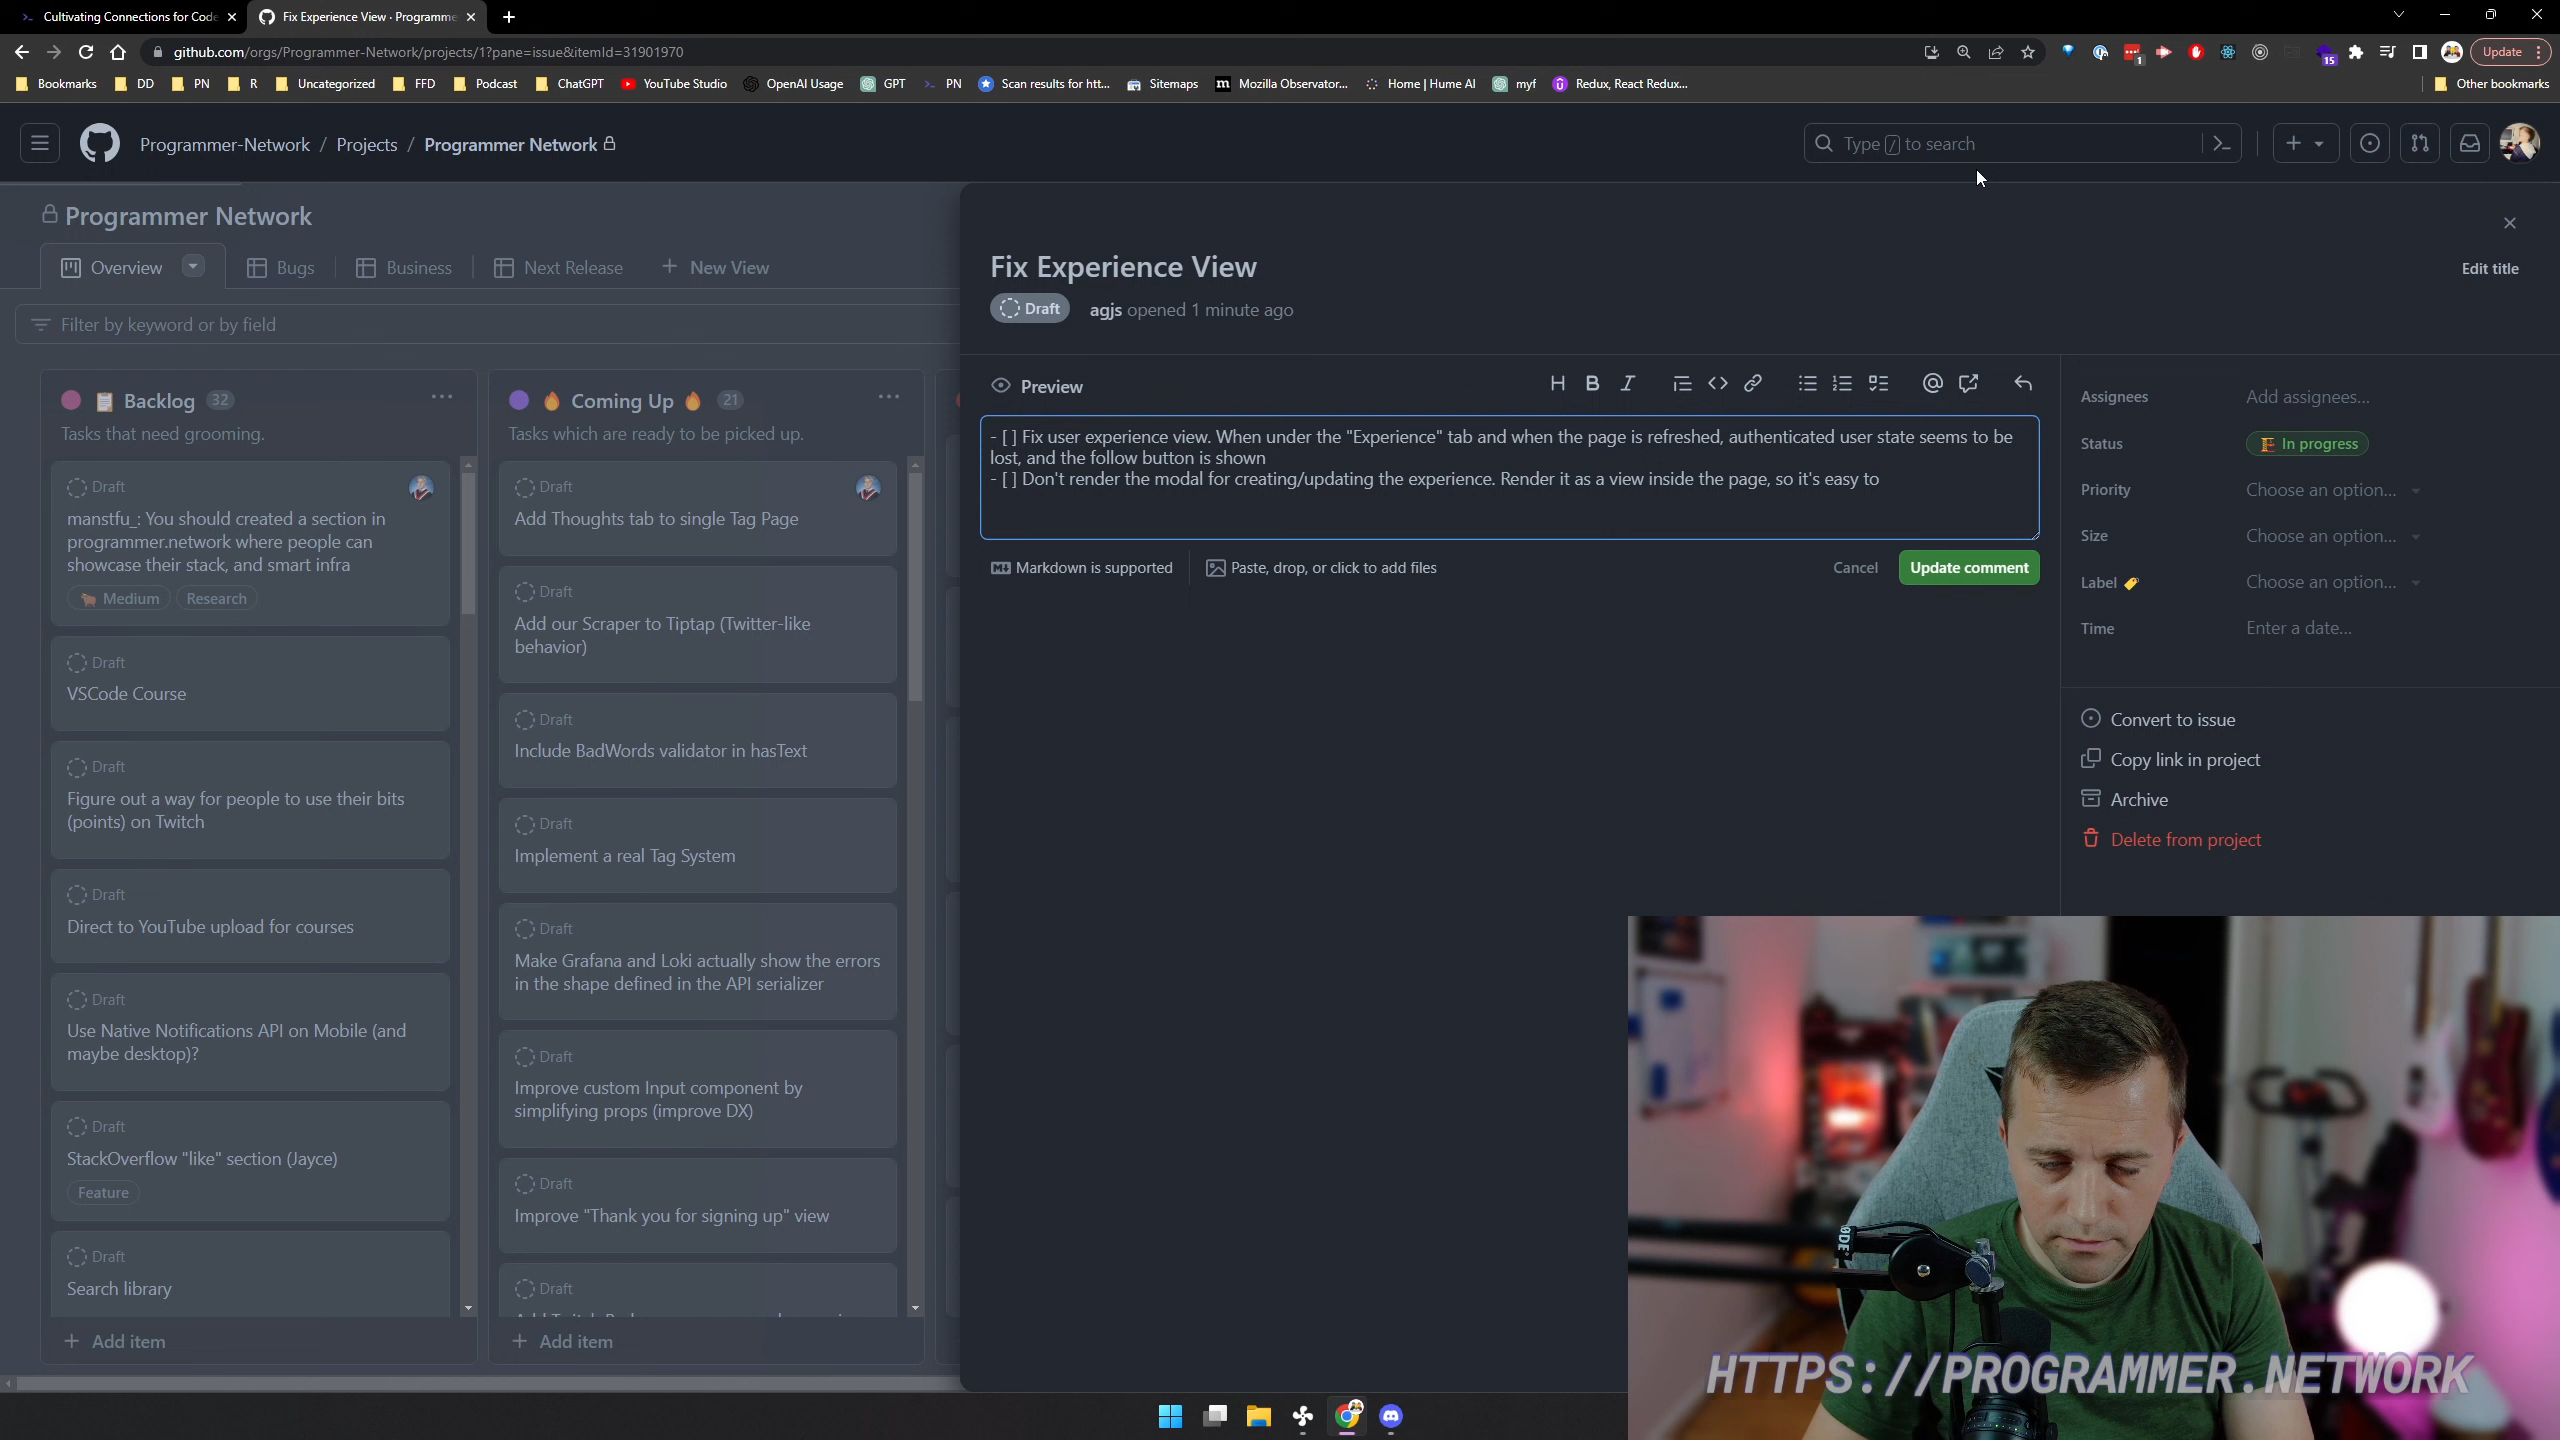 Cultivating Connections for Code
Fix Experience View · Programme
github.com/orgs/Programmer-Network/projects/1?pane=issue&itemId=31901970
Update
Bookmarks
DD
PN
R
Uncategorized
FFD
Podcast
ChatGPT
YouTube Studio
OpenAI Usage
GPT
PN
Scan results for htt...
Sitemaps
Mozilla Observator...
Home | Hume AI
myf
Redux, React Redux...
Other bookmarks
1
15
Programmer-Network / Projects / Programmer Network
Type / to search
Programmer Network
Overview
Bugs
Business
Next Release
New View
Filter by keyword or by field
Backlog 32
Tasks that need grooming.
Draft
manstfu_: You should created a section in
programmer.network where people can
showcase their stack, and smart infra
Medium
Research
Draft
VSCode Course
Draft
Figure out a way for people to use their bits
(points) on Twitch
Draft
Direct to YouTube upload for courses
Draft
Use Native Notifications API on Mobile (and
maybe desktop)?
Draft
StackOverflow "like" section (Jayce)
Feature
Draft
Search library
Add item
Coming Up 21
Tasks which are ready to be picked up.
Draft
Add Thoughts tab to single Tag Page
Draft
Add our Scraper to Tiptap (Twitter-like
behavior)
Draft
Include BadWords validator in hasText
Draft
Implement a real Tag System
Draft
Make Grafana and Loki actually show the errors
in the shape defined in the API serializer
Draft
Improve custom Input component by
simplifying props (improve DX)
Draft
Improve "Thank you for signing up" view
Draft
Add item
Fix Experience View
Edit title
Draft
agjs opened 1 minute ago
Preview
- [ ] Fix user experience view. When under the "Experience" tab and when the page is refreshed, authenticated user state seems to be
lost, and the follow button is shown
- [ ] Don't render the modal for creating/updating the experience. Render it as a view inside the page, so it's easy to
Markdown is supported
Paste, drop, or click to add files
Cancel
Update comment
Assignees
Add assignees...
Status
In progress
Priority
Choose an option...
Size
Choose an option...
Label
Choose an option...
Time
Enter a date...
Convert to issue
Copy link in project
Archive
Delete from project
HTTPS://PROGRAMMER.NETWORK